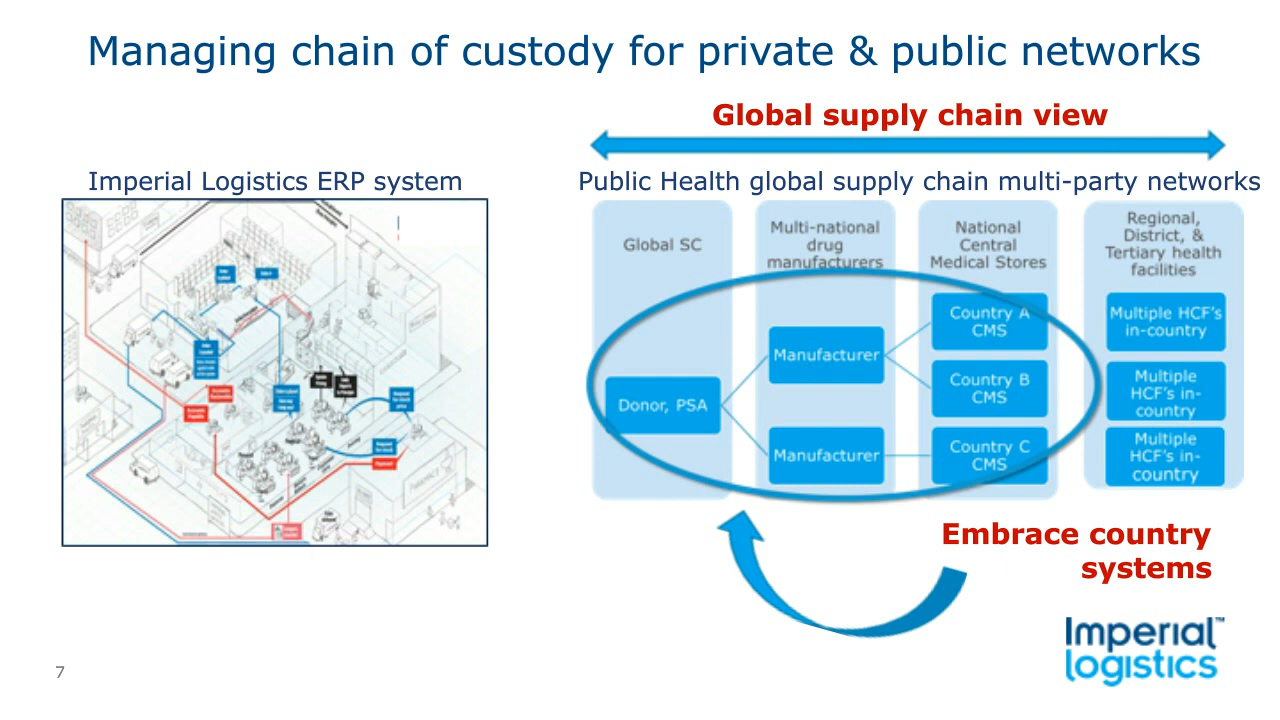 Managing chain of custody for private & public networks
Global supply chain view
Imperial Logistics ERP system
Public Health global supply chain multi-party networks
Global SC
Multi-national
drug
manufacturers
National
Central
Medical Stores
Regional,
District, &
Tertiary health
facilities
Donor, PSA
Manufacturer
Manufacturer
Country A
CMS
Country B
CMS
Country C
CMS
Multiple HCF's
in-country
Multiple
HCF's in-
country
Multiple
HCF's in-
country
Embrace country
systems
Imperial™
logistics
7